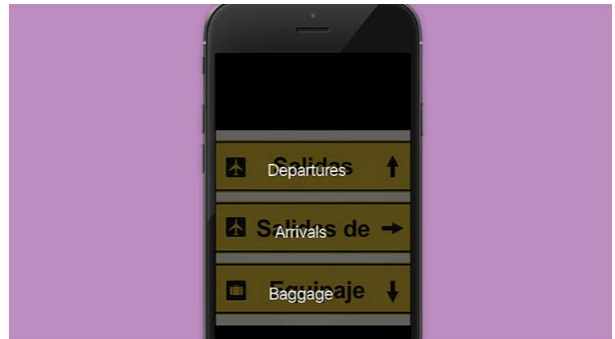 Salidas
Departures
Salidas de
Arrivals
Equipaje
Baggage